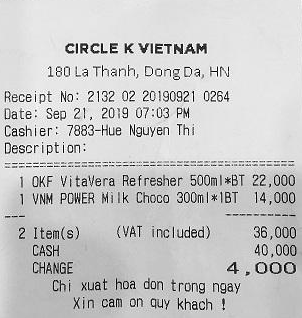 CIRCLE K VIETNAM
180 La Thanh, Dong Da, HN
Receipt No: 2132 02 20190921 0264
Date: Sep 21, 2019 07:03 PM
Cashier: 7883-Hue Nguyen Thi
Description:
1 OKF VitaVera Refresher 500ml*BT 22,000
1 VNM POWER Milk Choco 300ml*1BT 14,000
2 Item(s) (VAT included) 36,000
CASH 40,000
CHANGE 4,000
Chi xuat hoa don trong ngay
Xin cam on quy khach !